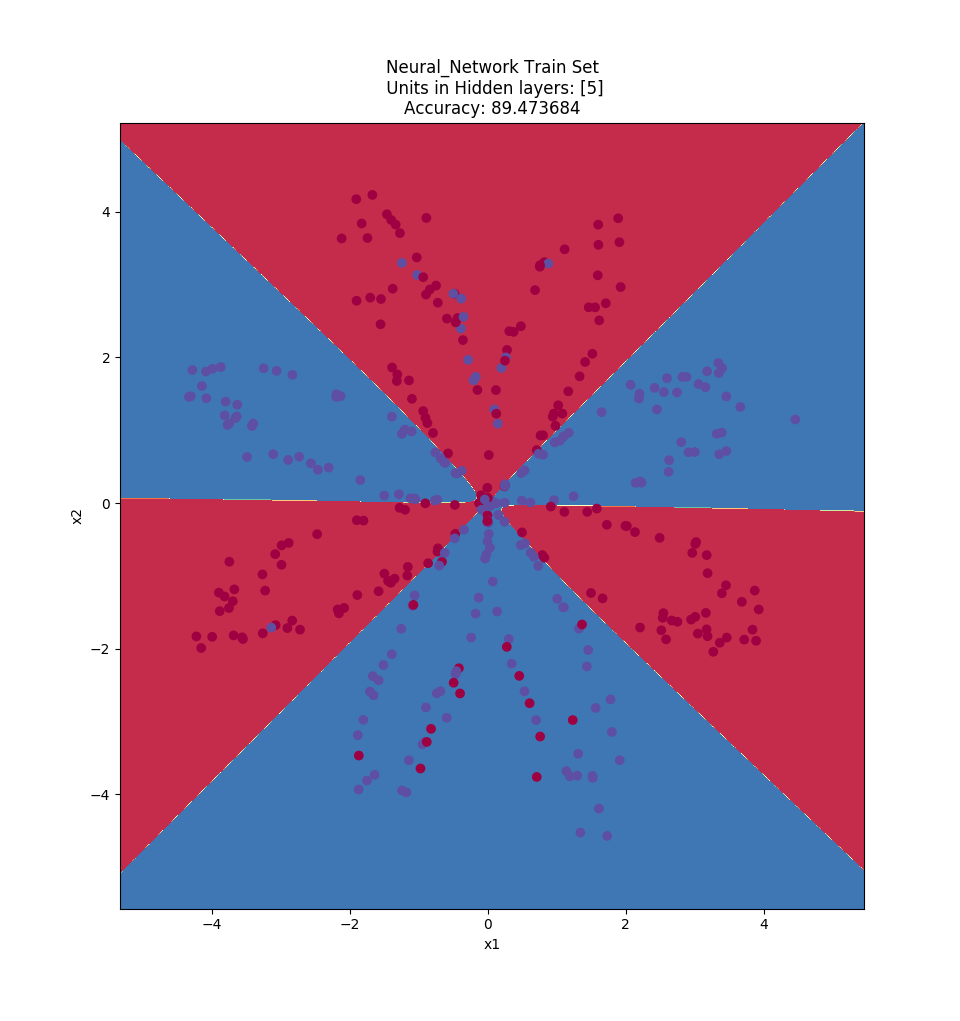 Neural_Network Train Set
Units in Hidden layers: [5]
Accuracy: 89.473684
4
2
0
−2
−4
x2
−4
−2
0
2
4
x1